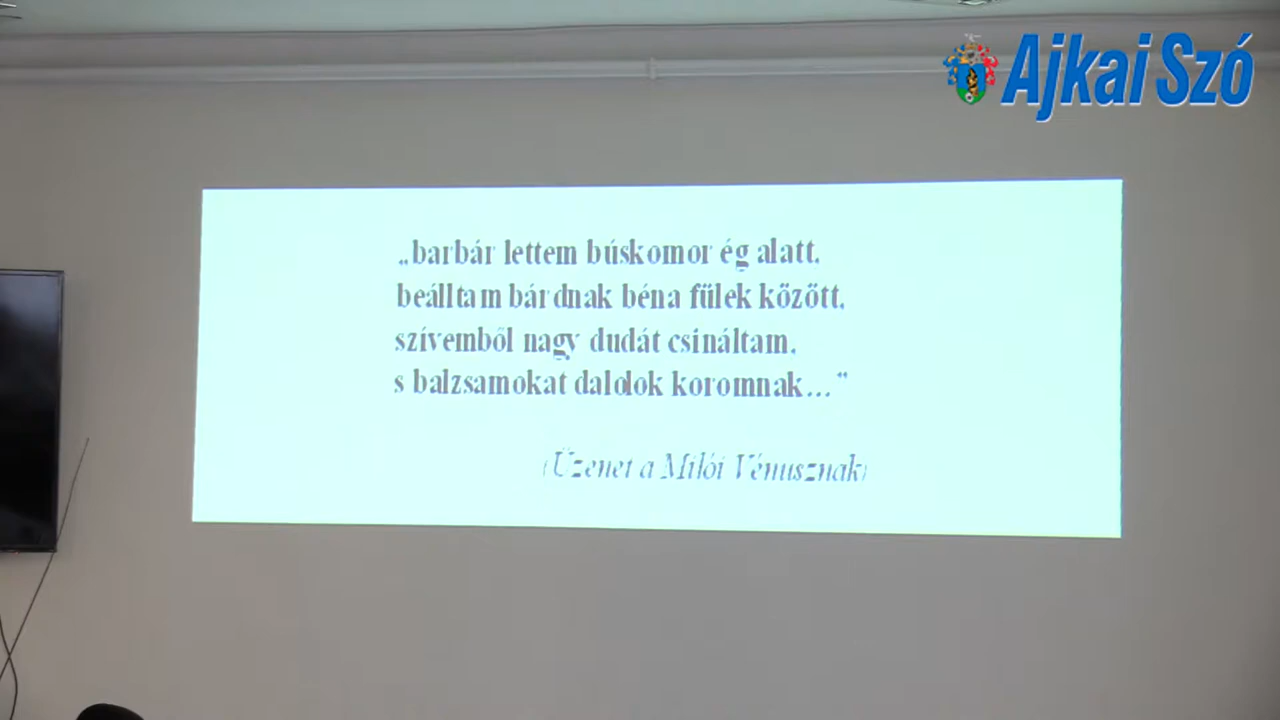 Ajkai Szó
„barbár lettem búskomor ég alatt,
beálltam bárdnak béna fülek között,
szívemből nagy dudát csináltam,
s balzsamokat dalolok koromnak...”
(Üzenet a Milói Vénusznak)